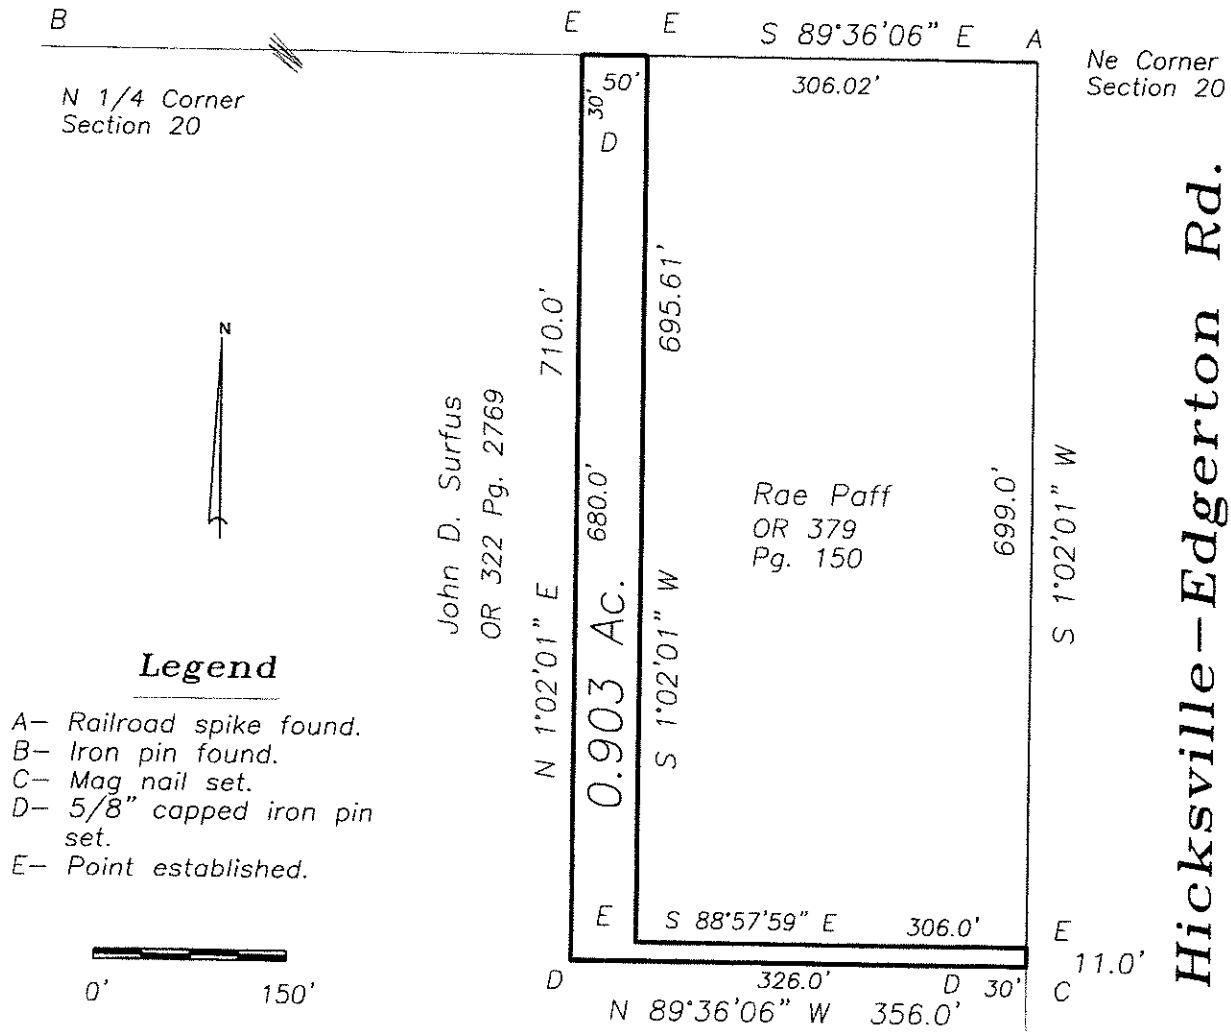 B
E
E
S 89°36'06" E
A
Ne Corner
Section 20
N 1/4 Corner
Section 20
50'
306.02'
30'
D
710.0'
695.61'
John D. Surfus
OR 322 Pg. 2769
680.0'
Rae Paff
OR 379
Pg. 150
699.0'
S 1°02'01" W
Hicksville-Edgerton Rd.
N
N 1°02'01" E
0.903 Ac.
S 1°02'01" W
Legend
A- Railroad spike found.
B- Iron pin found.
C- Mag nail set.
D- 5/8" capped iron pin
set.
E- Point established.
E
S 88°57'59" E
306.0'
E
11.0'
0'
150'
D
326.0'
D
30'
C
N 89°36'06" W
356.0'